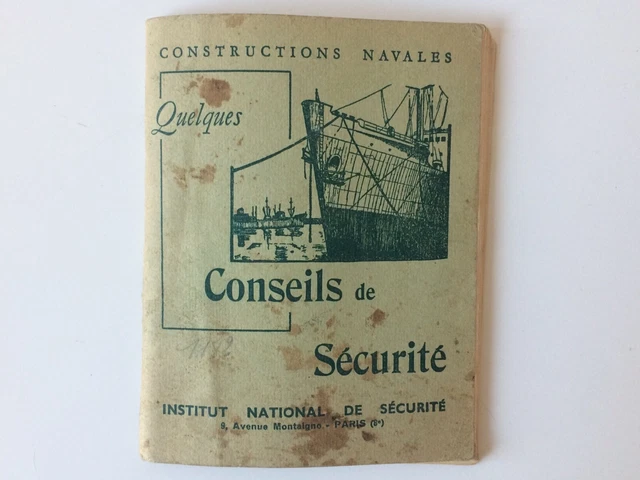 CONSTRUCTIONS NAVALES
Quelques
Conseils de
Sécurité
INSTITUT NATIONAL DE SÉCURITÉ
9, Avenue Montaigne - PARIS (8e)